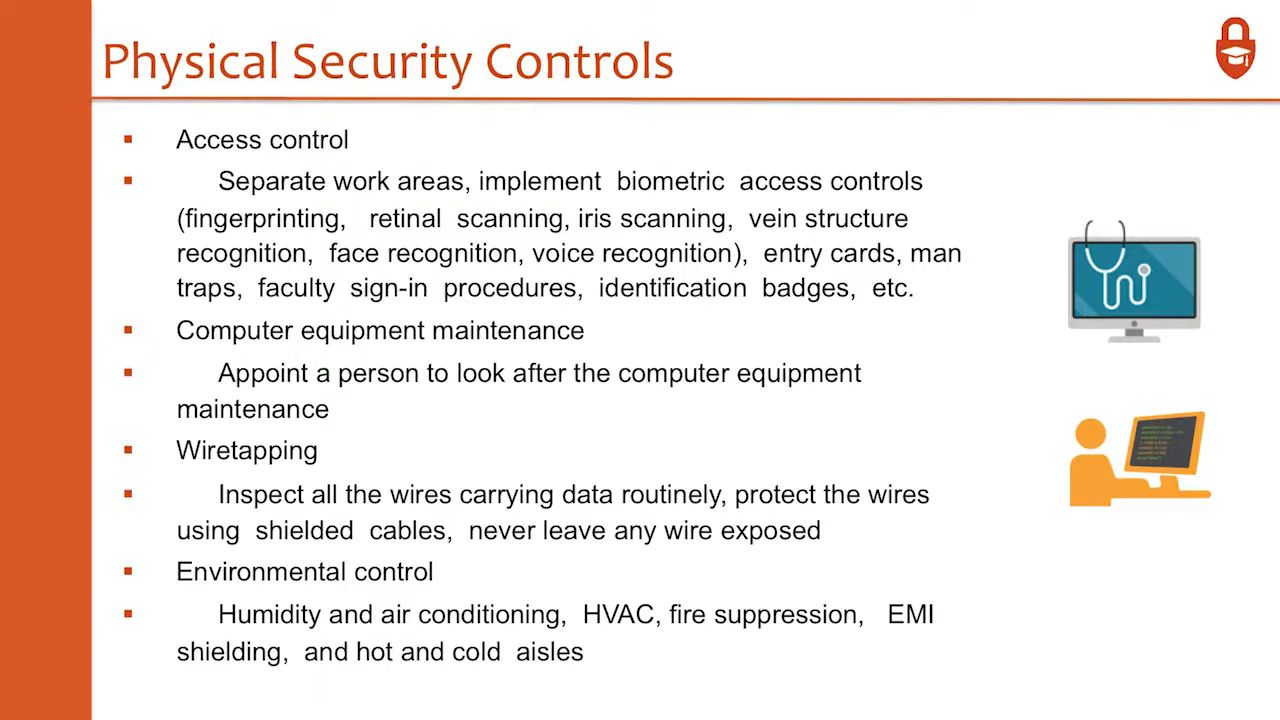 Physical Security Controls
Access control
Separate work areas, implement biometric access controls
(fingerprinting, retinal scanning, iris scanning, vein structure
recognition, face recognition, voice recognition), entry cards, man
traps, faculty sign-in procedures, identification badges, etc.
Computer equipment maintenance
Appoint a person to look after the computer equipment
maintenance
Wiretapping
Inspect all the wires carrying data routinely, protect the wires
using shielded cables, never leave any wire exposed
Environmental control
Humidity and air conditioning, HVAC, fire suppression, EMI
shielding, and hot and cold aisles